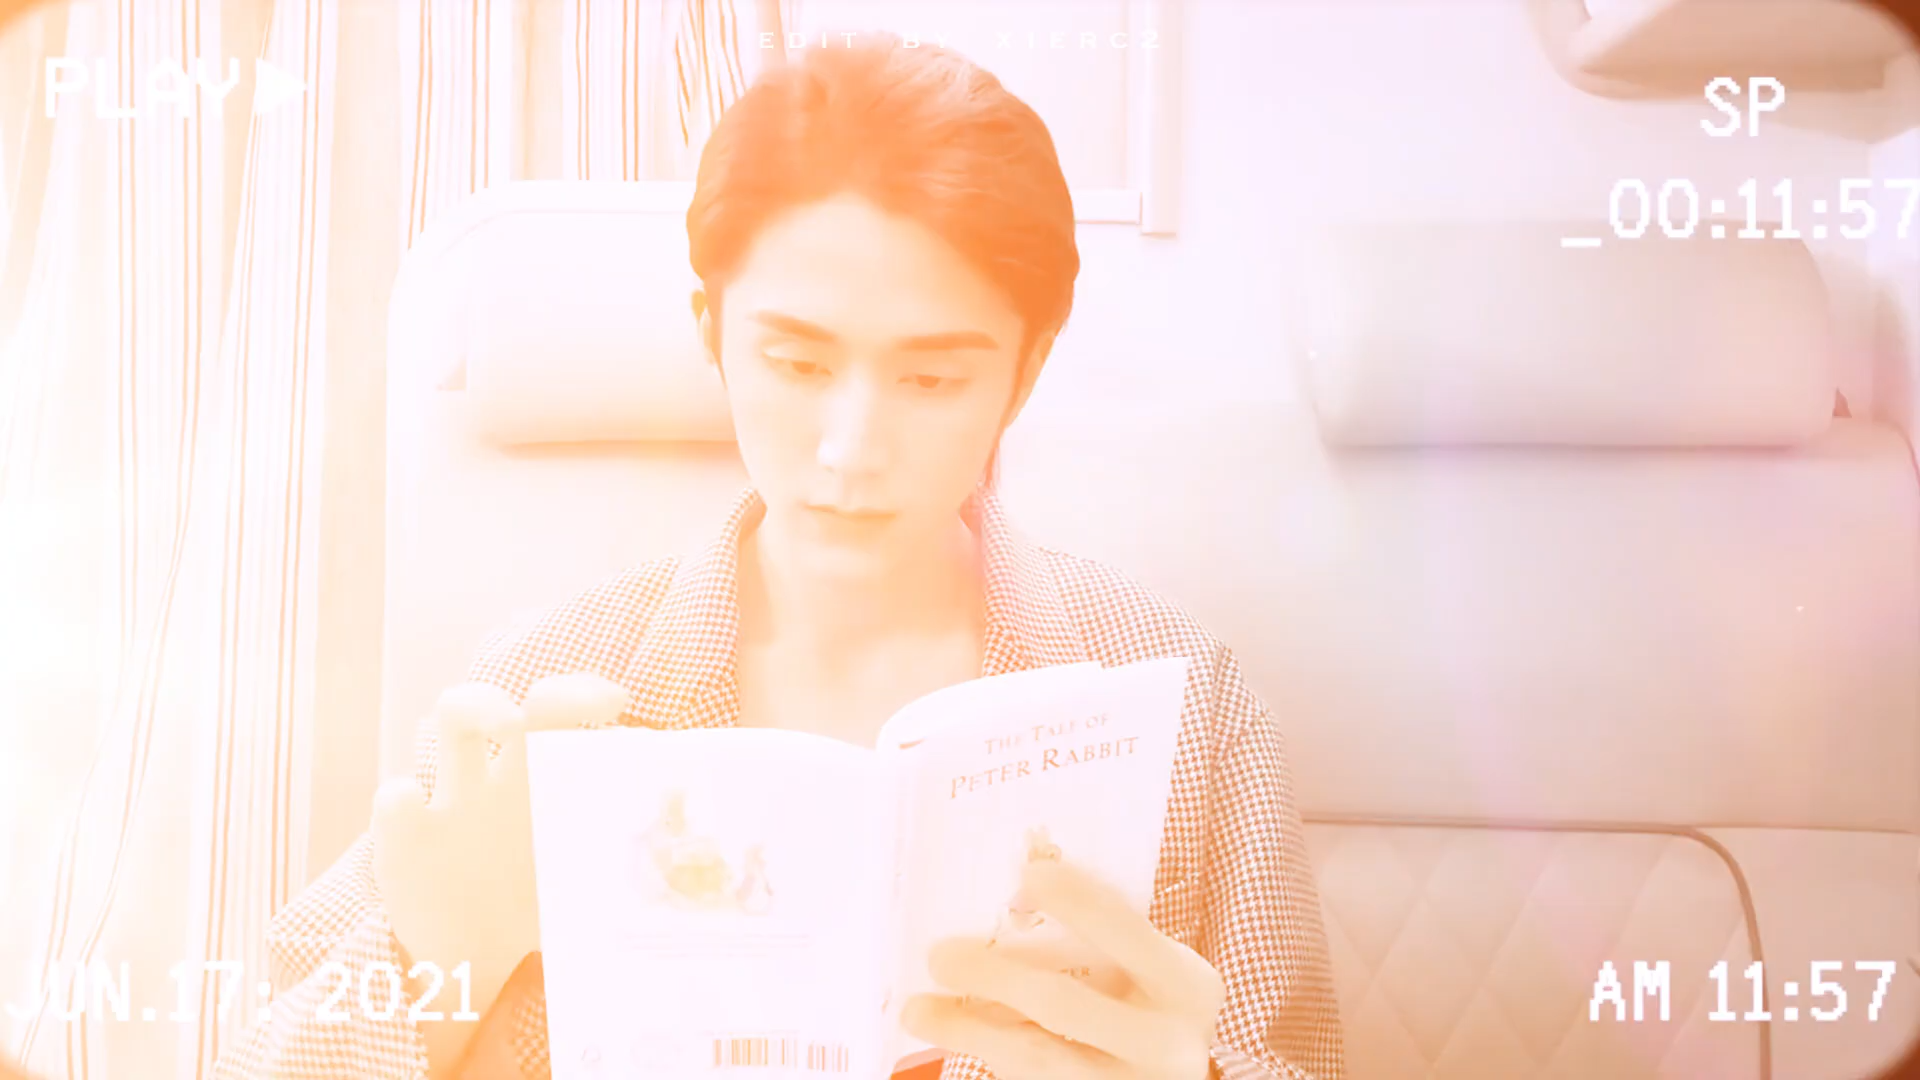 EDIT BY XIERC2
PLAY
SP
_00:11:57
THE TALE OF
PETER RABBIT
JUN.17: 2021
AM 11:57